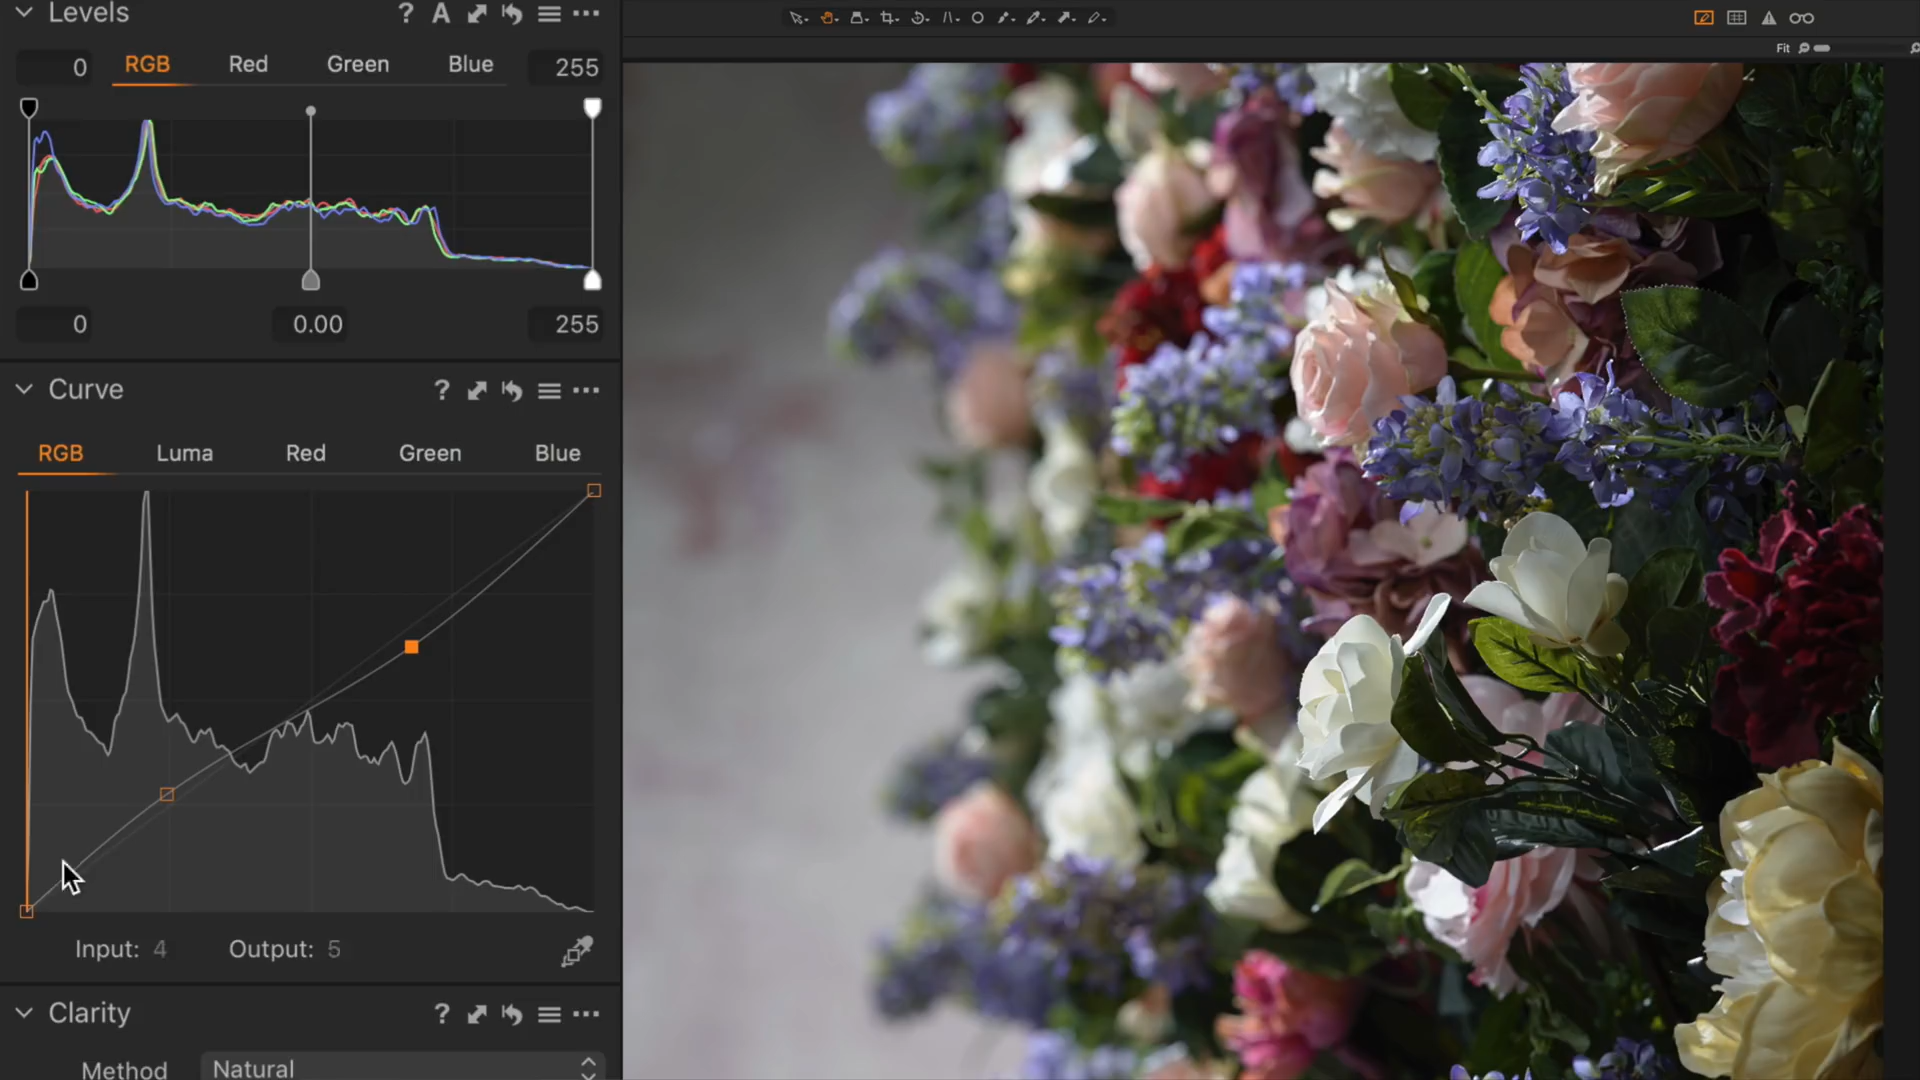 Levels ? A
0 RGB Red Green Blue 255
0 0.00 255
Curve ?
RGB Luma Red Green Blue
Input: 4 Output: 5
Clarity ?
Method Natural
Fit